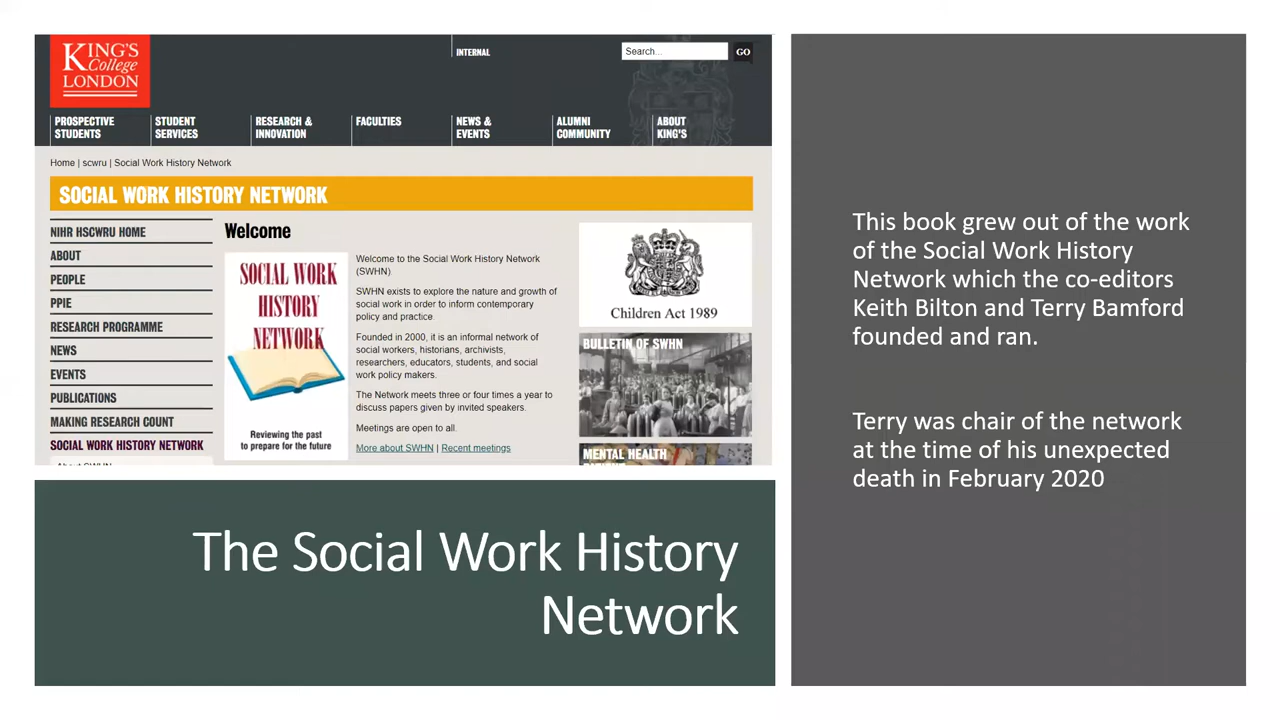 KING'S
College
LONDON
INTERNAL
Search...
GO
PROSPECTIVE
STUDENTS
STUDENT
SERVICES
RESEARCH &
INNOVATION
FACULTIES
NEWS &
EVENTS
ALUMNI
COMMUNITY
ABOUT
KING'S
Home | scwru | Social Work History Network
SOCIAL WORK HISTORY NETWORK
NIHR HSCWRU HOME
ABOUT
PEOPLE
PPIE
RESEARCH PROGRAMME
NEWS
EVENTS
PUBLICATIONS
MAKING RESEARCH COUNT
SOCIAL WORK HISTORY NETWORK
About SWHN
Welcome
SOCIAL WORK
HISTORY
NETWORK
Reviewing the past
to prepare for the future
Welcome to the Social Work History Network
(SWHN).
SWHN exists to explore the nature and growth of
social work in order to inform contemporary
policy and practice.
Founded in 2000, it is an informal network of
social workers, historians, archivists,
researchers, educators, students, and social
work policy makers.
The Network meets three or four times a year to
discuss papers given by invited speakers.
Meetings are open to all.
More about SWHN | Recent meetings
Children Act 1989
BULLETIN OF SWHN
MENTAL HEALTH
The Social Work History
Network
This book grew out of the work
of the Social Work History
Network which the co-editors
Keith Bilton and Terry Bamford
founded and ran.
Terry was chair of the network
at the time of his unexpected
death in February 2020